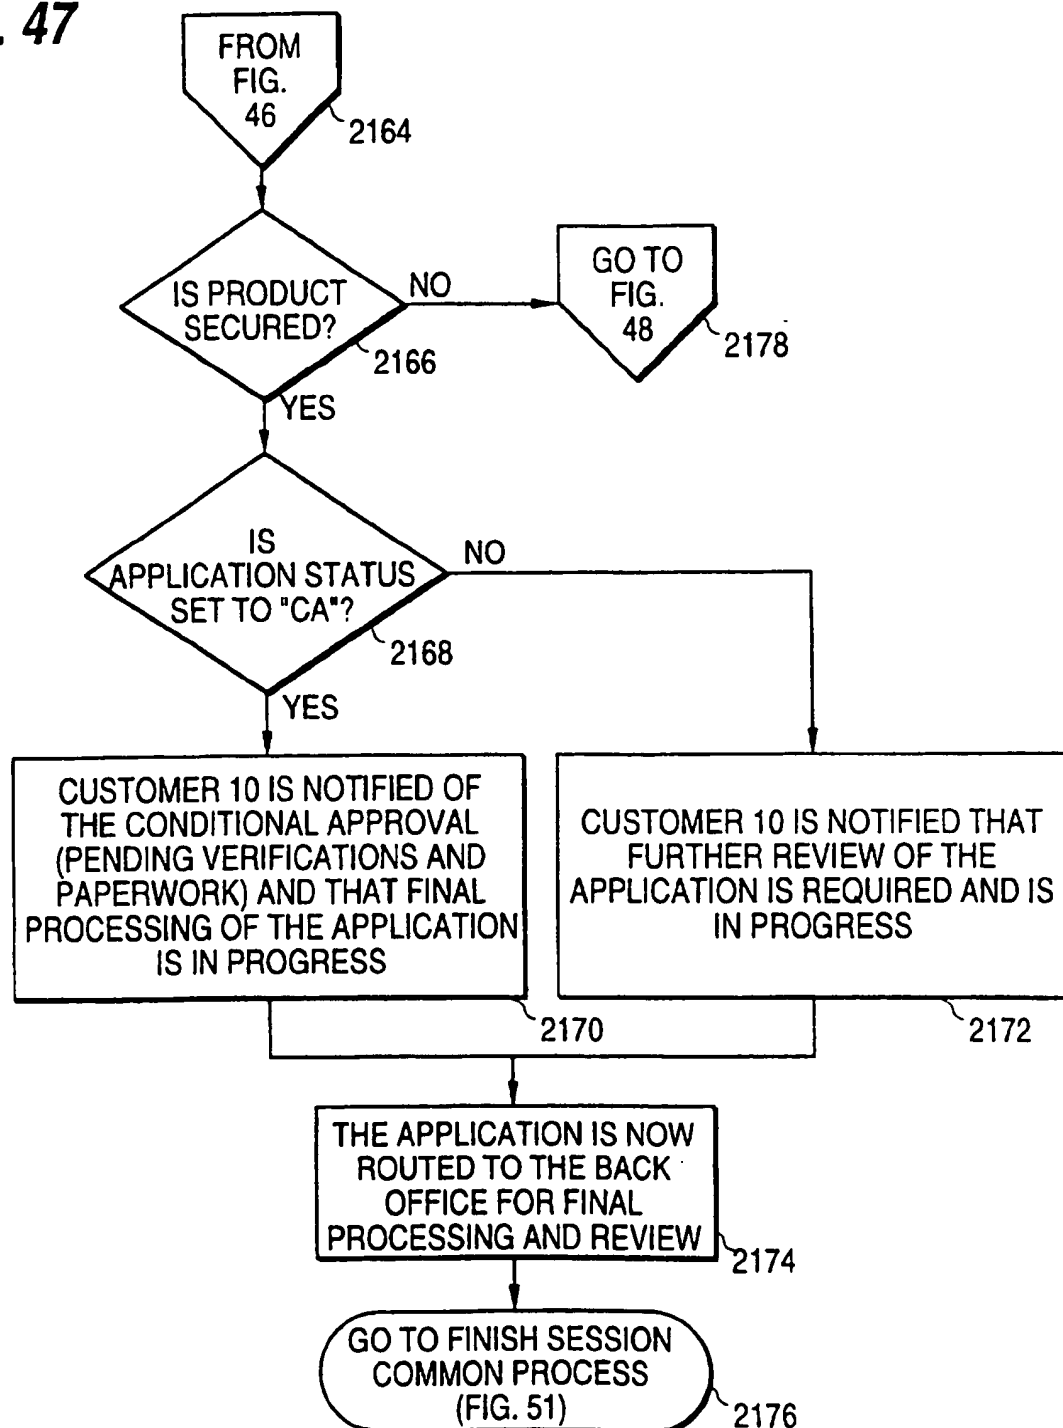 . 47
FROM
FIG.
46
2164
IS PRODUCT
SECURED?
2166
NO
GO TO
FIG.
48
2178
YES
IS
APPLICATION STATUS
SET TO "CA"?
2168
NO
YES
CUSTOMER 10 IS NOTIFIED OF
THE CONDITIONAL APPROVAL
(PENDING VERIFICATIONS AND
PAPERWORK) AND THAT FINAL
PROCESSING OF THE APPLICATION
IS IN PROGRESS
2170
CUSTOMER 10 IS NOTIFIED THAT
FURTHER REVIEW OF THE
APPLICATION IS REQUIRED AND IS
IN PROGRESS
2172
THE APPLICATION IS NOW
ROUTED TO THE BACK
OFFICE FOR FINAL
PROCESSING AND REVIEW
2174
GO TO FINISH SESSION
COMMON PROCESS
(FIG. 51)
2176